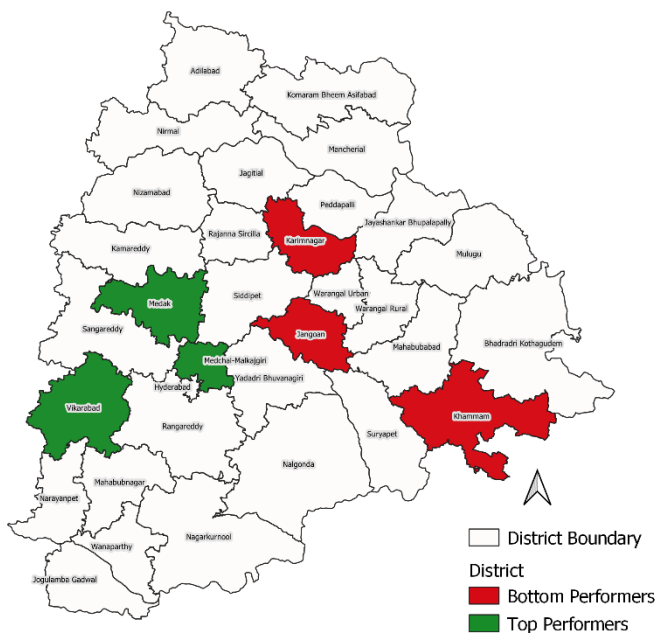 Adilabad
Komaram Bheem Asifabad
Nirmal
Mancherial
Jagitial
Nizamabad
Peddapalli
Jayashankar Bhupalapally
Rajanna Sircilla
Karimnagar
Kamareddy
Mulugu
Siddipet
Warangal Urban
Medak
Warangal Rural
Sangareddy
Jangoan
Bhadradri Kothagudem
Mahabubabad
Medchal-Malkajgiri
Yadadri Bhuvanagiri
Hyderabad
Khammam
Vikarabad
Rangareddy
Suryapet
Nalgonda
Mahabubnagar
Narayanpet
Nagarkurnool
Wanaparthy
Jogulamba Gadwal
District Boundary
District
Bottom Performers
Top Performers